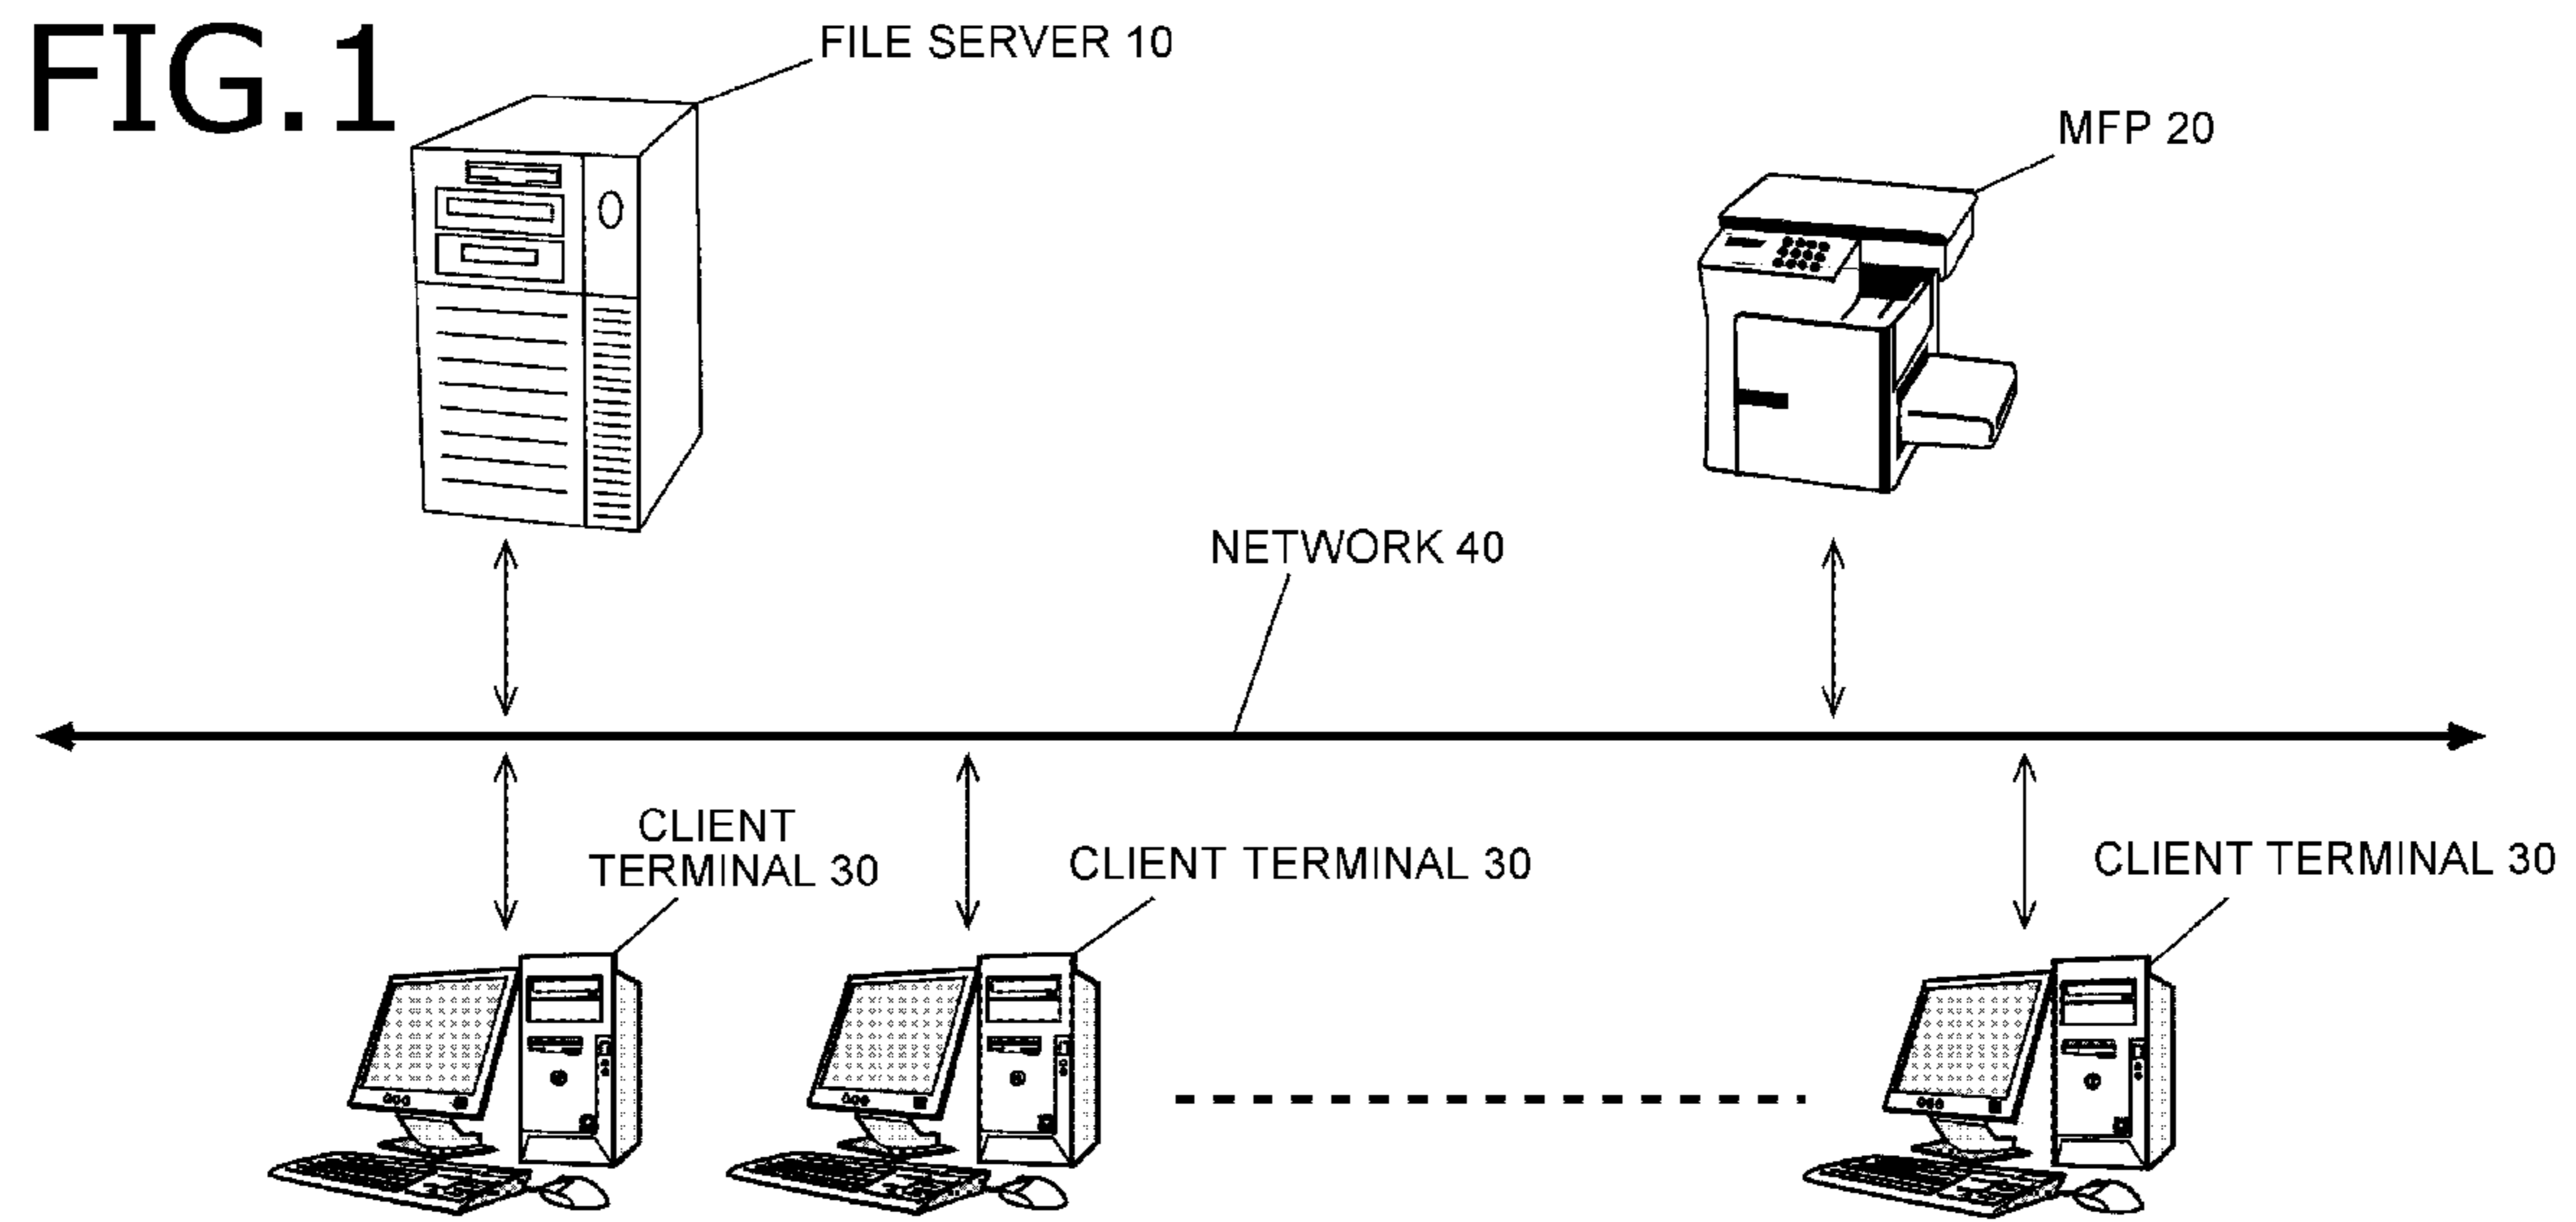 FIG.1
FILE SERVER 10
MFP 20
NETWORK 40
CLIENT
TERMINAL 30
CLIENT TERMINAL 30
CLIENT TERMINAL 30